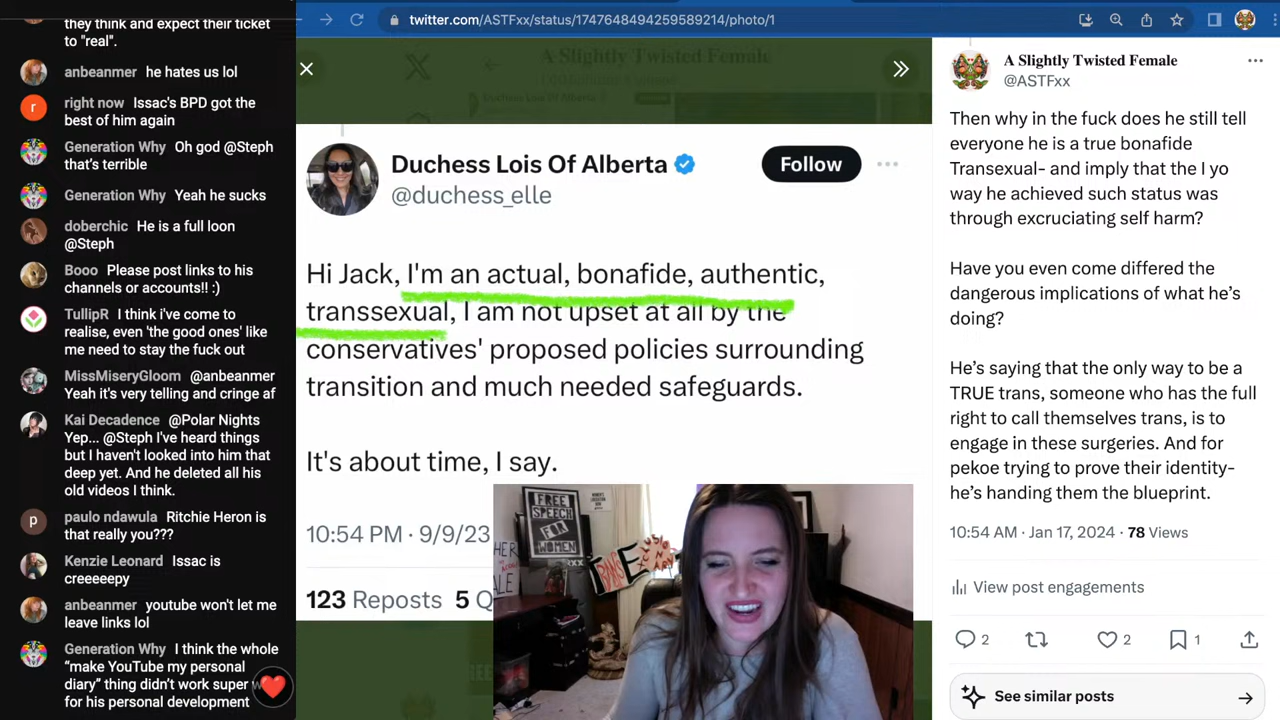 they think and expect their ticket
to "real".
anbeanmer he hates us lol
right now Issac's BPD got the
best of him again
Generation Why Oh god @Steph
that's terrible
Generation Why Yeah he sucks
doberchic He is a full loon
@Steph
Booo Please post links to his
channels or accounts!! :)
TullipR I think i've come to
realise, even 'the good ones' like
me need to stay the fuck out
MissMiseryGloom @anbeanmer
Yeah it's very telling and cringe af
Kai Decadence @Polar Nights
Yep... @Steph I've heard things
but I haven't looked into him that
deep yet. And he deleted all his
old videos I think.
p
paulo ndawula Ritchie Heron is
that really you???
Kenzie Leonard Issac is
creeeeepy
anbeanmer youtube won't let me
leave links lol
Generation Why I think the whole
“make YouTube my personal
diary” thing didn’t work super
for his personal development
r
twitter.com/ASTFxx/status/1747648494259589214/photo/1
A Slightly Twisted Female
Duchess Lois Of Alberta
Duchess Lois Of Alberta
@duchess_elle
Follow
Hi Jack, I'm an actual, bonafide, authentic,
transsexual, I am not upset at all by the
conservatives' proposed policies surrounding
transition and much needed safeguards.
It's about time, I say.
10:54 PM · 9/9/23
123 Reposts 5 Q
FREE
SPEECH
FOR
WOMEN
A Slightly Twisted Female
@ASTFxx
Then why in the fuck does he still tell
everyone he is a true bonafide
Transexual- and imply that the I yo
way he achieved such status was
through excruciating self harm?
Have you even come differed the
dangerous implications of what he’s
doing?
He’s saying that the only way to be a
TRUE trans, someone who has the full
right to call themselves trans, is to
engage in these surgeries. And for
pekoe trying to prove their identity-
he’s handing them the blueprint.
10:54 AM · Jan 17, 2024 · 78 Views
View post engagements
2
2
1
See similar posts